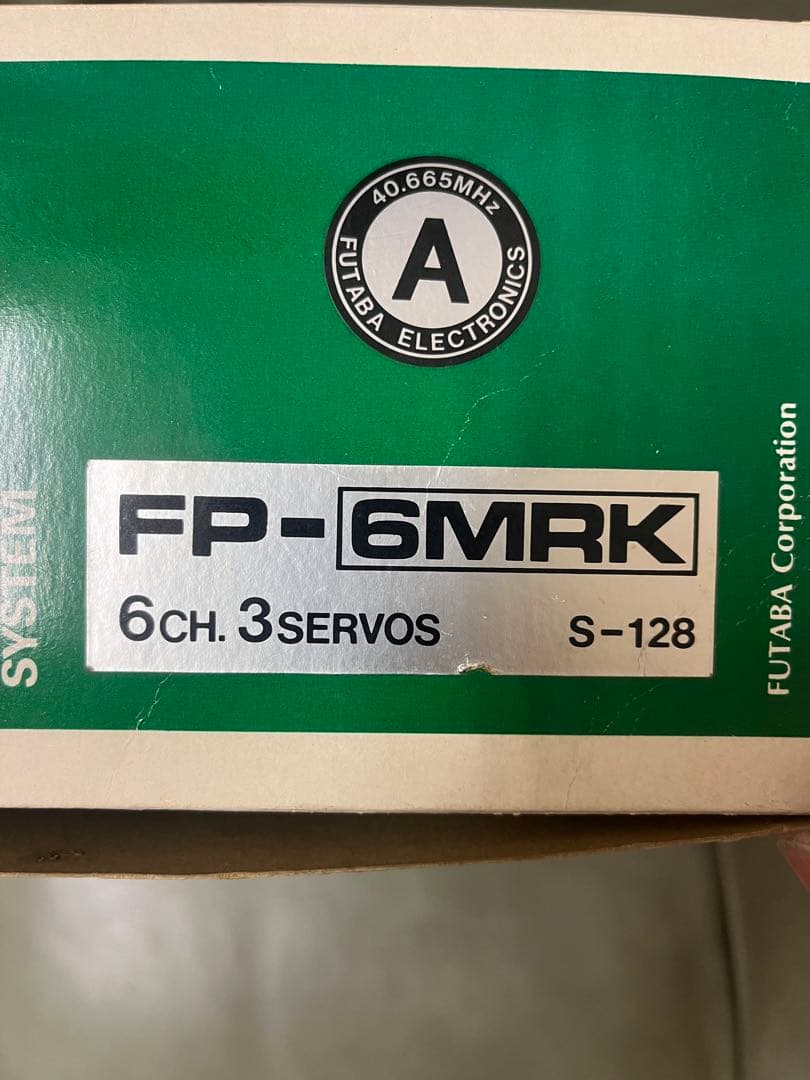 40.665MHz
A
FUTABA ELECTRONICS
FP-6MRK
6CH. 3SERVOS S-128
SYSTEM
FUTABA Corporation